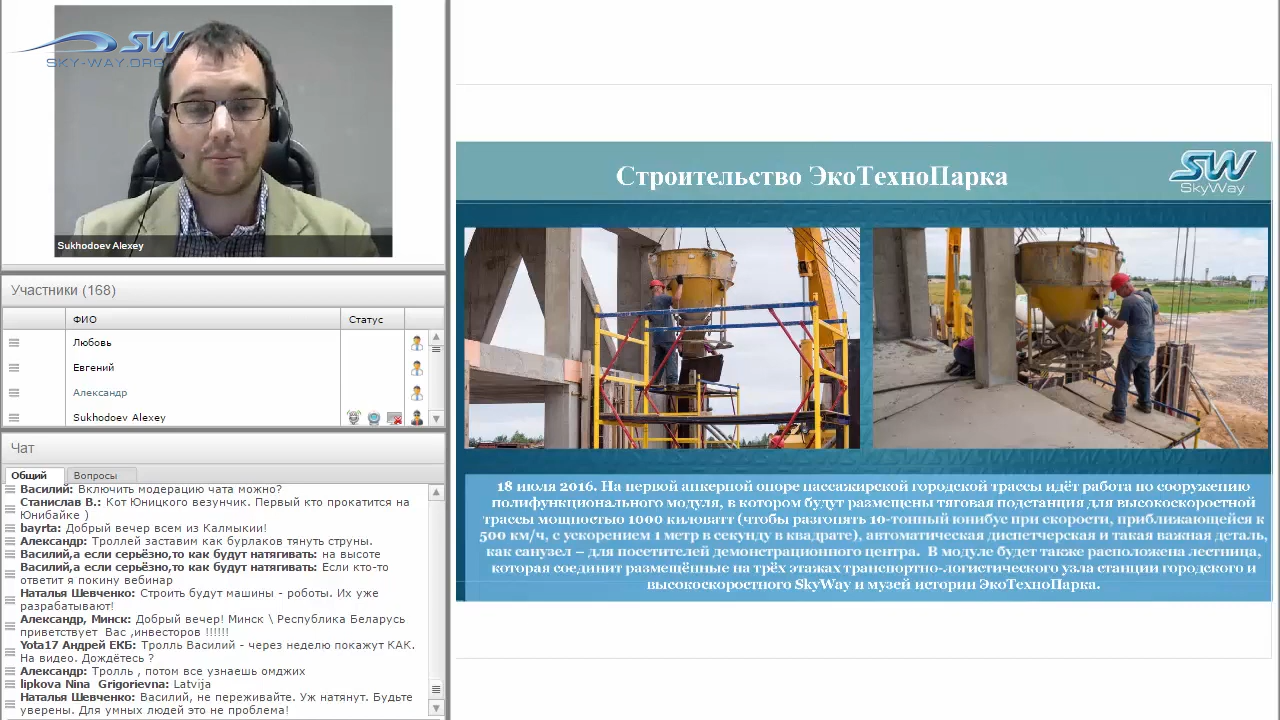 SW
SKY-WAY.ORG
Sukhodoev Alexey
Участники (168)
ФИО
Статус
Любовь
Евгений
Александр
Sukhodoev Alexey
Чат
Общий
Вопросы
Василий: Включить модерацию чата можно?
Станислав В.: Кот Юницкого везунчик. Первый кто прокатится на
Юнибайке )
bayrta: Добрый вечер всем из Калмыкии!
Александр: Троллей заставим как бурлаков тянуть струны.
Василий,а если серьёзно,то как будут натягивать: на высоте
Василий,а если серьёзно,то как будут натягивать: Если кто-то
ответит я покину вебинар
Наталья Шевченко: Строить будут машины - роботы. Их уже
разрабатывают!
Александр, Минск: Добрый вечер! Минск \ Республика Беларусь
приветствует Вас ,инвесторов !!!!!!
Yota17 Андрей ЕКБ: Тролль Василий - через неделю покажут КАК.
На видео. Дождётесь ?
Александр: Тролль , потом все узнаешь омджих
lipkova Nina Grigorievna: Latvija
Наталья Шевченко: Василий, не переживайте. Уж натянут. Будьте
уверены. Для умных людей это не проблема!
Строительство ЭкоТехноПарка
SW
SkyWay
18 июля 2016. На первой анкерной опоре пассажирской городской трассы идёт работа по сооружению
полифункционального модуля, в котором будут размещены тяговая подстанция для высокоскоростной
трассы мощностью 1000 киловатт (чтобы разгонять 10-тонный юнибус при скорости, приближающейся к
500 км/ч, с ускорением 1 метр в секунду в квадрате), автоматическая диспетчерская и такая важная деталь,
как санузел – для посетителей демонстрационного центра. В модуле будет также расположена лестница,
которая соединит размещённые на трёх этажах транспортно-логистического узла станции городского и
высокоскоростного SkyWay и музей истории ЭкоТехноПарка.